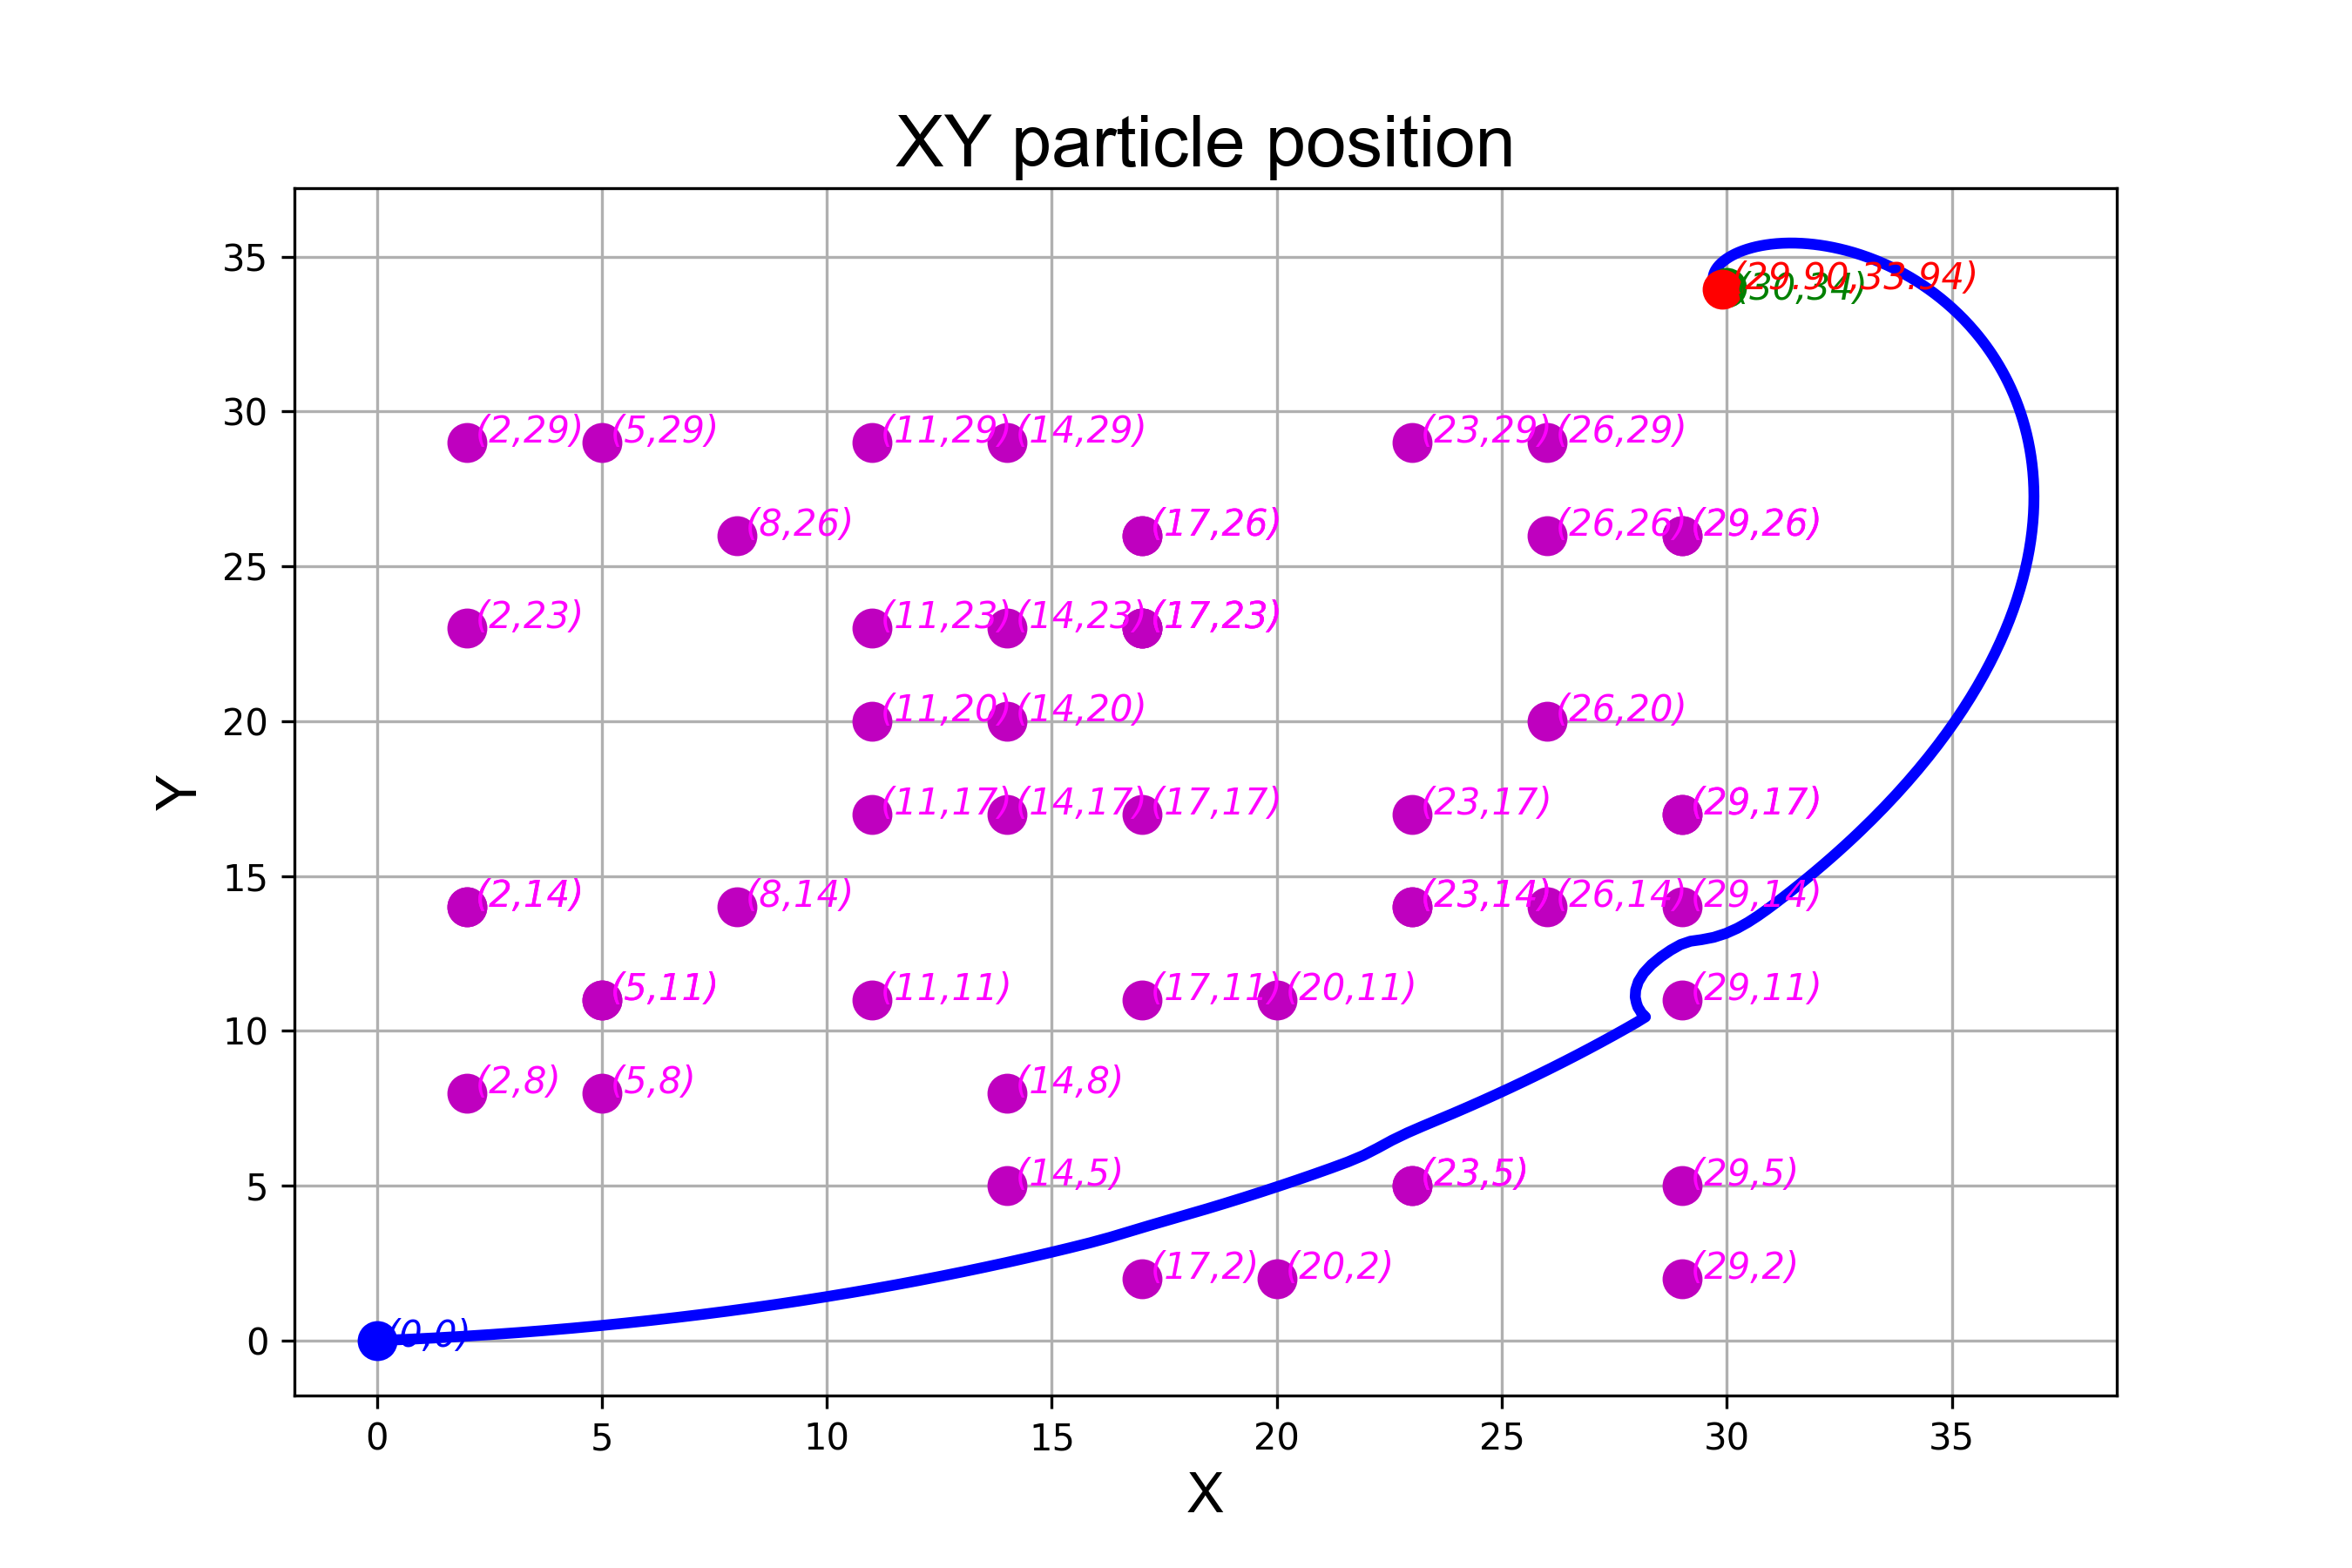 XY particle position
35
(29.90,33.94)
(30,34)
30
(2,29) (5,29) (11,29) (14,29) (23,29) (26,29)
(8,26) (17,26) (26,26) (29,26)
25
(2,23) (11,23) (14,23) (17,23)
20 (11,20) (14,20) (26,20)
(11,17) (14,17) (17,17) (23,17) (29,17)
15
(2,14) (8,14) (23,14) (26,14) (29,14)
(5,11) (11,11) (17,11) (20,11) (29,11)
10
(2,8) (5,8) (14,8)
5 (14,5) (23,5) (29,5)
(17,2) (20,2) (29,2)
0 (0,0)
Y
0 5 10 15 20 25 30 35
X